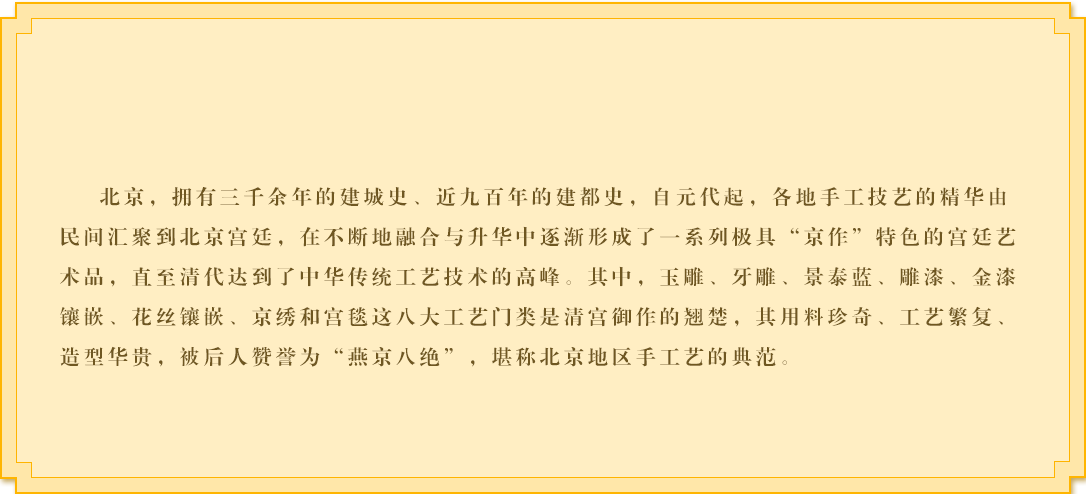 北京，拥有三千余年的建城史、近九百年的建都史，自元代起，各地手工技艺的精华由
民间汇聚到北京宫廷，在不断地融合与升华中逐渐形成了一系列极具“京作”特色的宫廷艺
术品，直至清代达到了中华传统工艺技术的高峰。其中，玉雕、牙雕、景泰蓝、雕漆、金漆
镶嵌、花丝镶嵌、京绣和宫毯这八大工艺门类是清宫御作的翘楚，其用料珍奇、工艺繁复、
造型华贵，被后人赞誉为“燕京八绝”，堪称北京地区手工艺的典范。